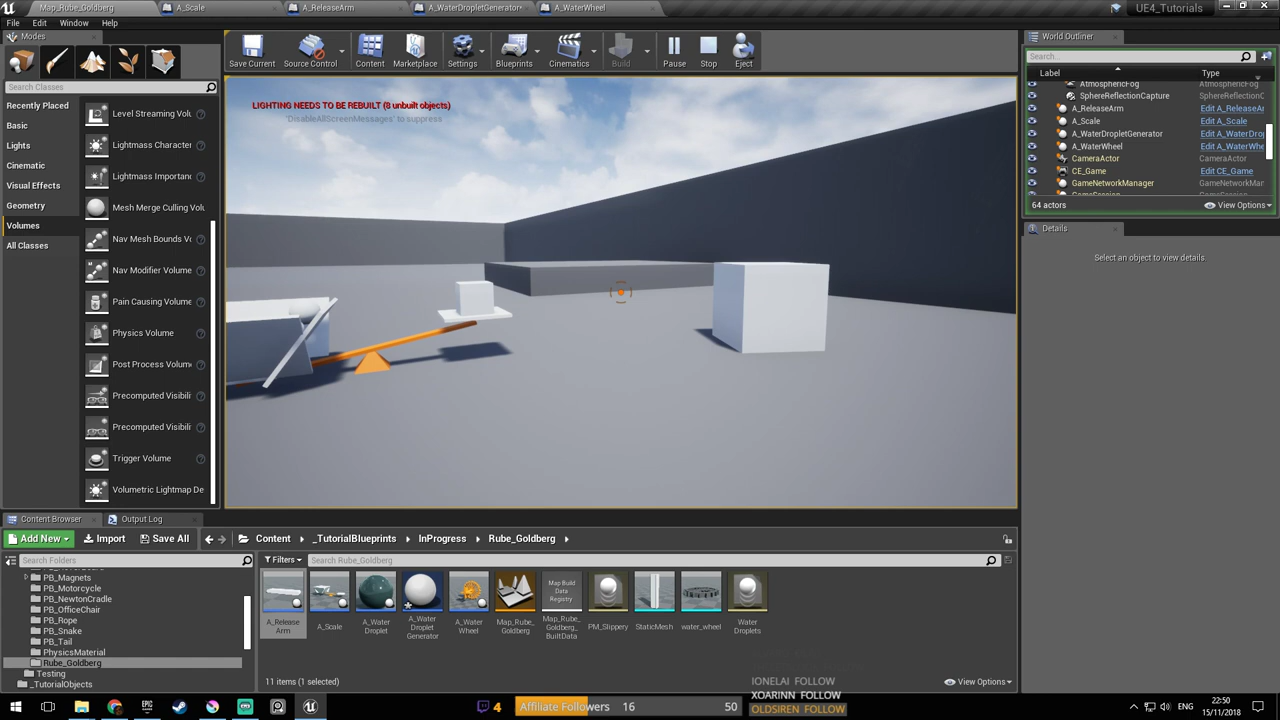 Map_Rube_Goldberg
A_Scale
A_ReleaseArm
A_WaterDropletGenerator*
A_WaterWheel
UE4_Tutorials
File Edit Window Help
Modes
Search Classes
Recently Placed
Basic
Lights
Cinematic
Visual Effects
Geometry
Volumes
All Classes
Level Streaming Volu
Lightmass Character
Lightmass Importanc
Mesh Merge Culling Volu
Nav Mesh Bounds Vo
Nav Modifier Volume
Pain Causing Volume
Physics Volume
Post Process Volume
Precomputed Visibili
Precomputed Visibili
Trigger Volume
Volumetric Lightmap De
Save Current
Source Control
Content
Marketplace
Settings
Blueprints
Cinematics
Build
Pause
Stop
Eject
LIGHTING NEEDS TO BE REBUILT (8 unbuilt objects)
'DisableAllScreenMessages' to suppress
World Outliner
Search...
Label Type
AtmosphericFog AtmosphericFog
SphereReflectionCapture SphereReflectionC
A_ReleaseArm Edit A_ReleaseAr
A_Scale Edit A_Scale
A_WaterDropletGenerator Edit A_WaterDrop
A_WaterWheel Edit A_WaterWhe
CameraActor CameraActor
CE_Game Edit CE_Game
GameNetworkManager GameNetworkMan
64 actors
View Options
Details
Select an object to view details.
Content Browser
Output Log
Add New
Import
Save All
Content
_TutorialBlueprints
InProgress
Rube_Goldberg
Search Folders
PB_Magnets
PB_Motorcycle
PB_NewtonCradle
PB_OfficeChair
PB_Rope
PB_Snake
PB_Tail
PhysicsMaterial
Rube_Goldberg
Testing
_TutorialObjects
Filters
Search Rube_Goldberg
A_Release
Arm
A_Scale
A_Water
Droplet
A_Water
Droplet
Generator
A_Water
Wheel
Map_Rube_
Goldberg
Map Build
Data
Registry
Map_Rube_
Goldberg_
BuiltData
PM_Slippery
StaticMesh
water_wheel
Water
Droplets
11 items (1 selected)
View Options
4
Affiliate Followers 16 50
IONELAI FOLLOW
XOARINN FOLLOW
OLDSIREN FOLLOW
ENG
22:50
15/11/2018